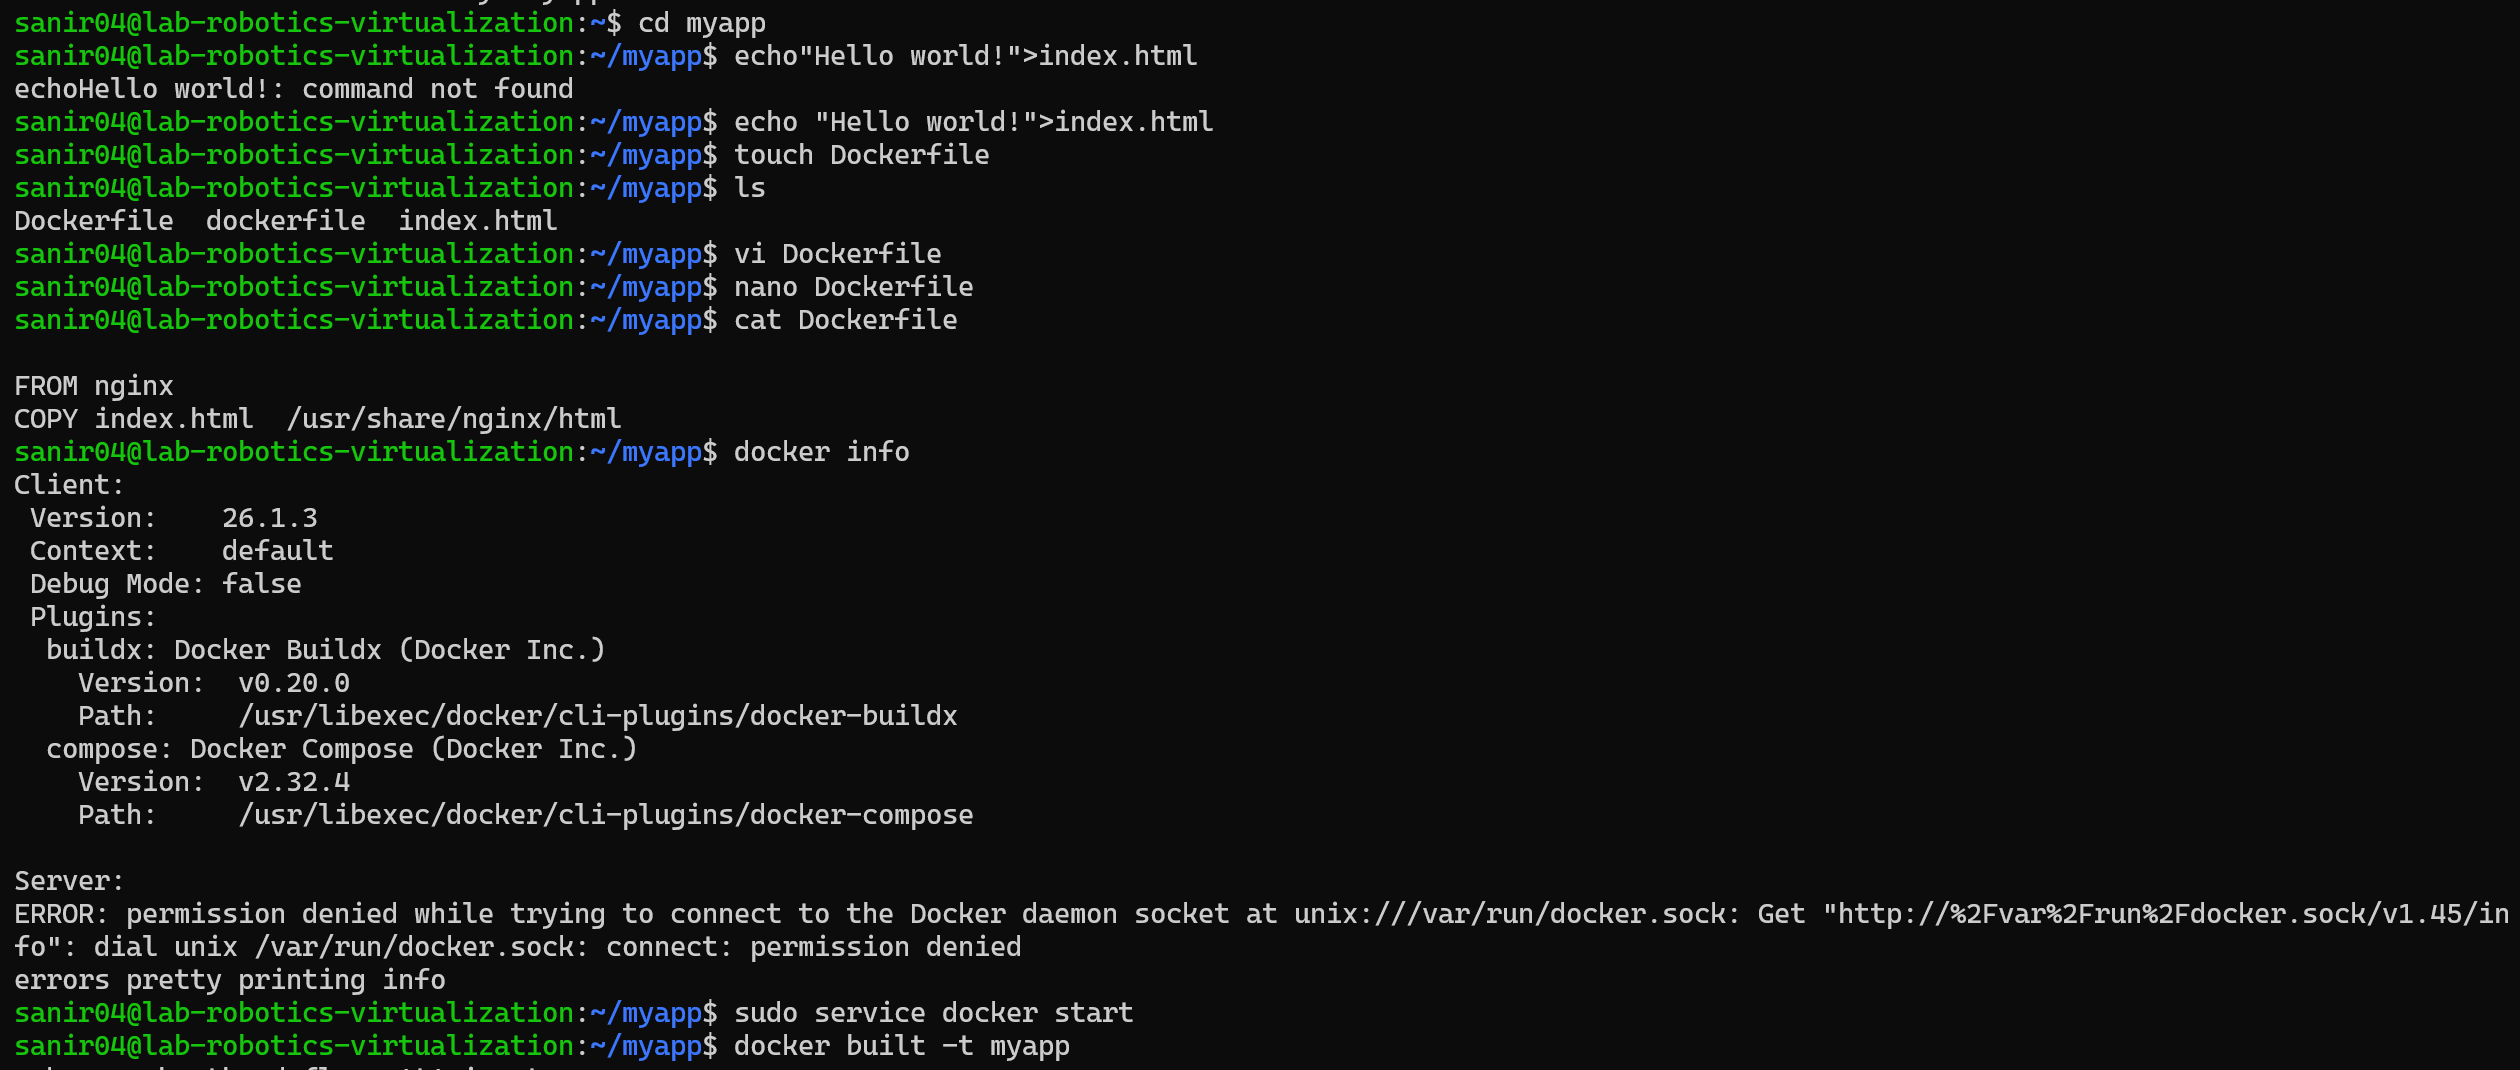 sanir04@lab-robotics-virtualization:~$ cd myapp
sanir04@lab-robotics-virtualization:~/myapp$ echo"Hello world!">index.html
echoHello world!: command not found
sanir04@lab-robotics-virtualization:~/myapp$ echo "Hello world!">index.html
sanir04@lab-robotics-virtualization:~/myapp$ touch Dockerfile
sanir04@lab-robotics-virtualization:~/myapp$ ls
Dockerfile  dockerfile  index.html
sanir04@lab-robotics-virtualization:~/myapp$ vi Dockerfile
sanir04@lab-robotics-virtualization:~/myapp$ nano Dockerfile
sanir04@lab-robotics-virtualization:~/myapp$ cat Dockerfile

FROM nginx
COPY index.html  /usr/share/nginx/html
sanir04@lab-robotics-virtualization:~/myapp$ docker info
Client:
 Version:    26.1.3
 Context:    default
 Debug Mode: false
 Plugins:
  buildx: Docker Buildx (Docker Inc.)
    Version:  v0.20.0
    Path:     /usr/libexec/docker/cli-plugins/docker-buildx
  compose: Docker Compose (Docker Inc.)
    Version:  v2.32.4
    Path:     /usr/libexec/docker/cli-plugins/docker-compose

Server:
ERROR: permission denied while trying to connect to the Docker daemon socket at unix:///var/run/docker.sock: Get "http://%2Fvar%2Frun%2Fdocker.sock/v1.45/in
fo": dial unix /var/run/docker.sock: connect: permission denied
errors pretty printing info
sanir04@lab-robotics-virtualization:~/myapp$ sudo service docker start
sanir04@lab-robotics-virtualization:~/myapp$ docker built -t myapp